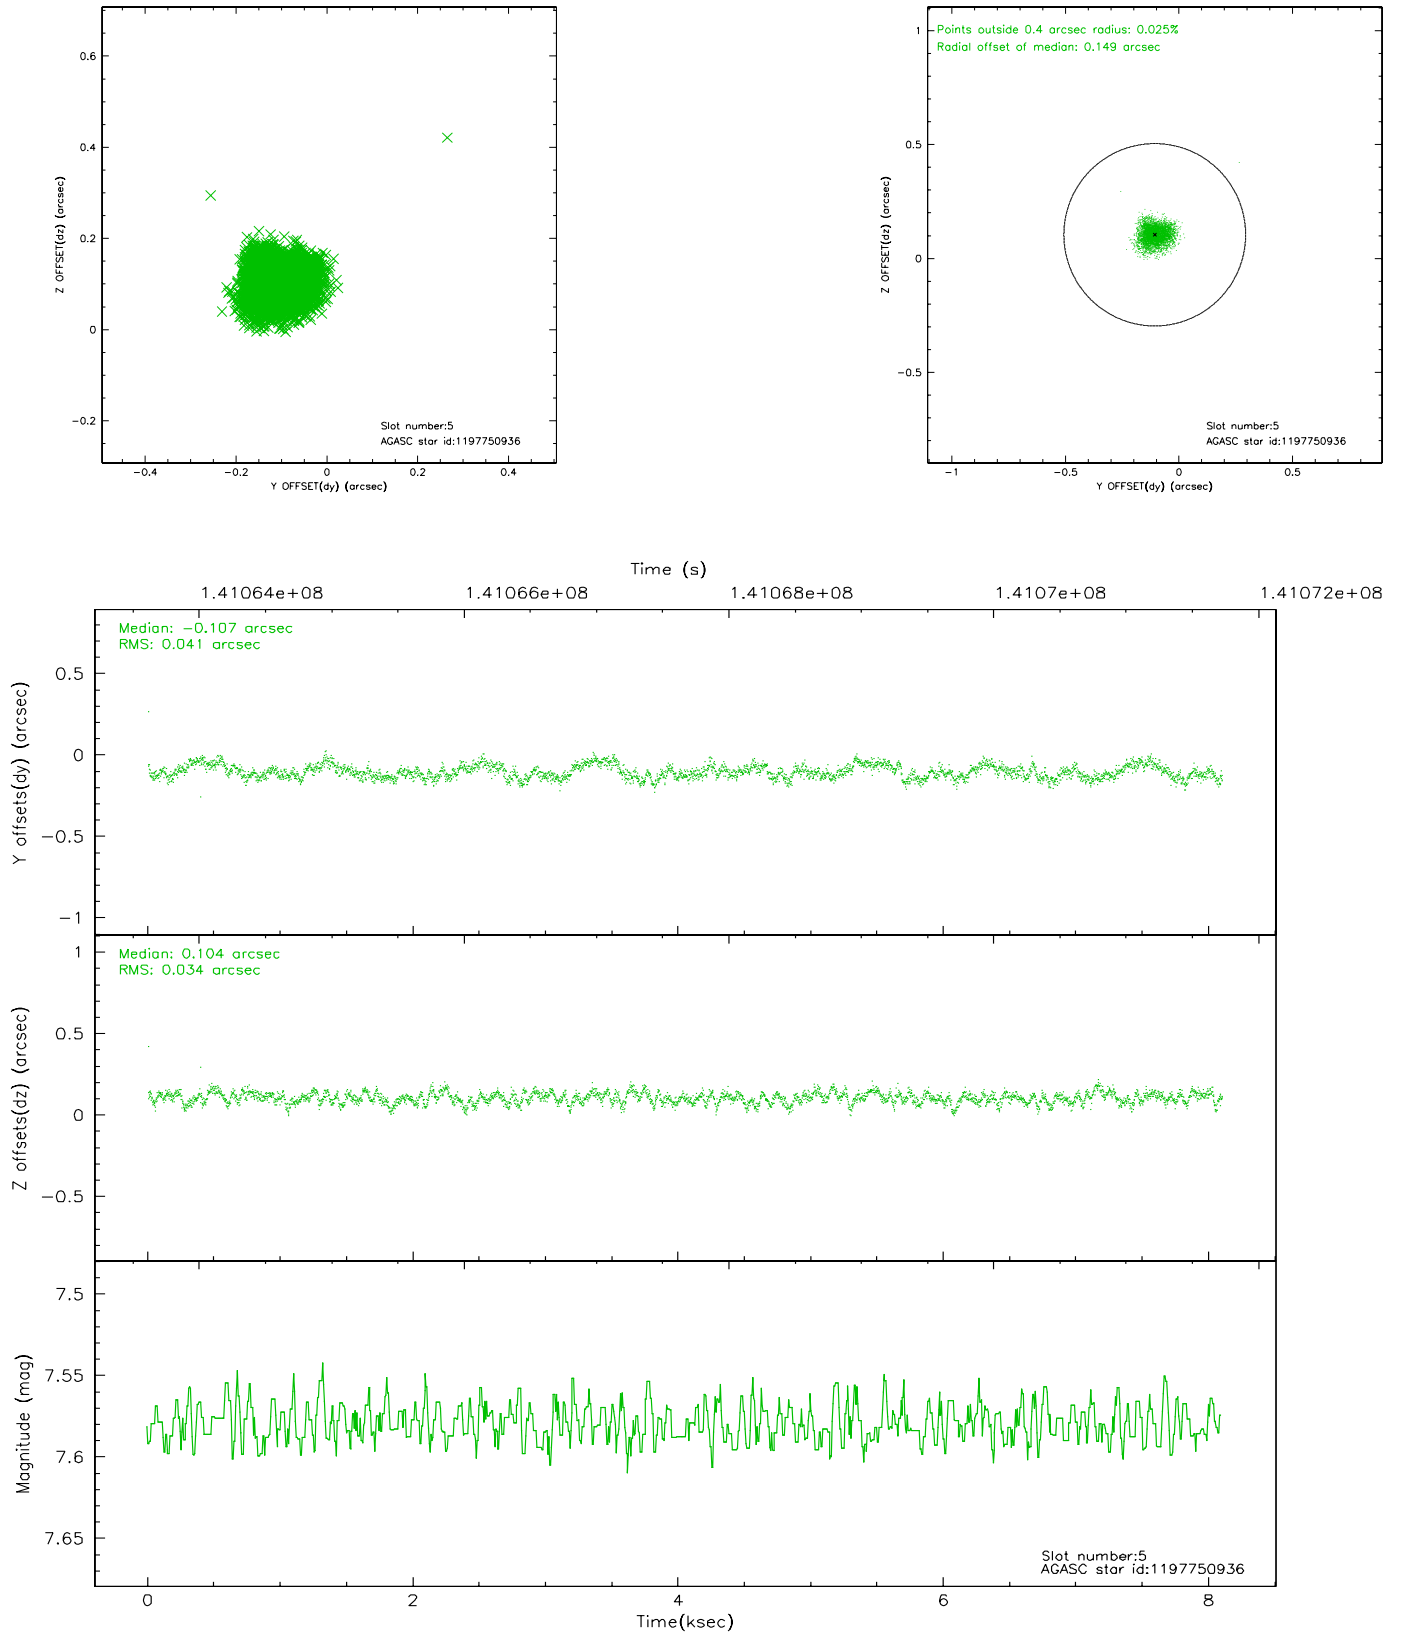 0.6
0.4
0.2
0
-0.2
Z OFFSET(dz) (arcsec)
Slot number:5
AGASC star id:1197750936
-0.4 -0.2 0 0.2 0.4
Y OFFSET(dy) (arcsec)
Points outside 0.4 arcsec radius: 0.025%
Radial offset of median: 0.149 arcsec
1
0.5
0
-0.5
Z OFFSET(dz) (arcsec)
Slot number:5
AGASC star id:1197750936
-1 -0.5 0 0.5
Y OFFSET(dy) (arcsec)
Time (s)
1.41064e+08 1.41066e+08 1.41068e+08 1.4107e+08 1.41072e+08
Median: -0.107 arcsec
RMS: 0.041 arcsec
0.5
0
-0.5
-1
Y offsets(dy) (arcsec)
Median: 0.104 arcsec
RMS: 0.034 arcsec
1
0.5
0
-0.5
Z offsets(dz) (arcsec)
7.5
7.55
7.6
7.65
Magnitude (mag)
Slot number:5
AGASC star id:1197750936
0 2 4 6 8
Time(ksec)